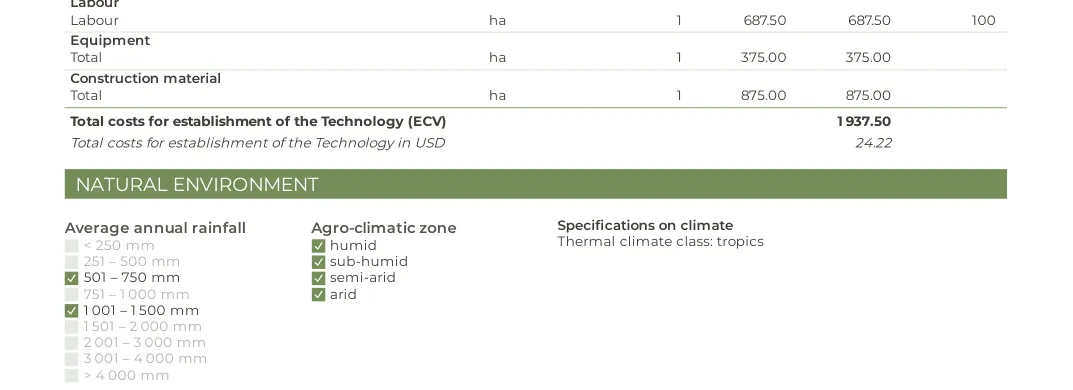 Labour
Labour ha 1 687.50 687.50 100
Equipment
Total ha 1 375.00 375.00
Construction material
Total ha 1 875.00 875.00
Total costs for establishment of the Technology (ECV) 1 937.50
Total costs for establishment of the Technology in USD 24.22
NATURAL ENVIRONMENT
Average annual rainfall
< 250 mm
251 – 500 mm
501 – 750 mm
751 – 1 000 mm
1 001 – 1 500 mm
1 501 – 2 000 mm
2 001 – 3 000 mm
3 001 – 4 000 mm
> 4 000 mm
Agro-climatic zone
humid
sub-humid
semi-arid
arid
Specifications on climate
Thermal climate class: tropics